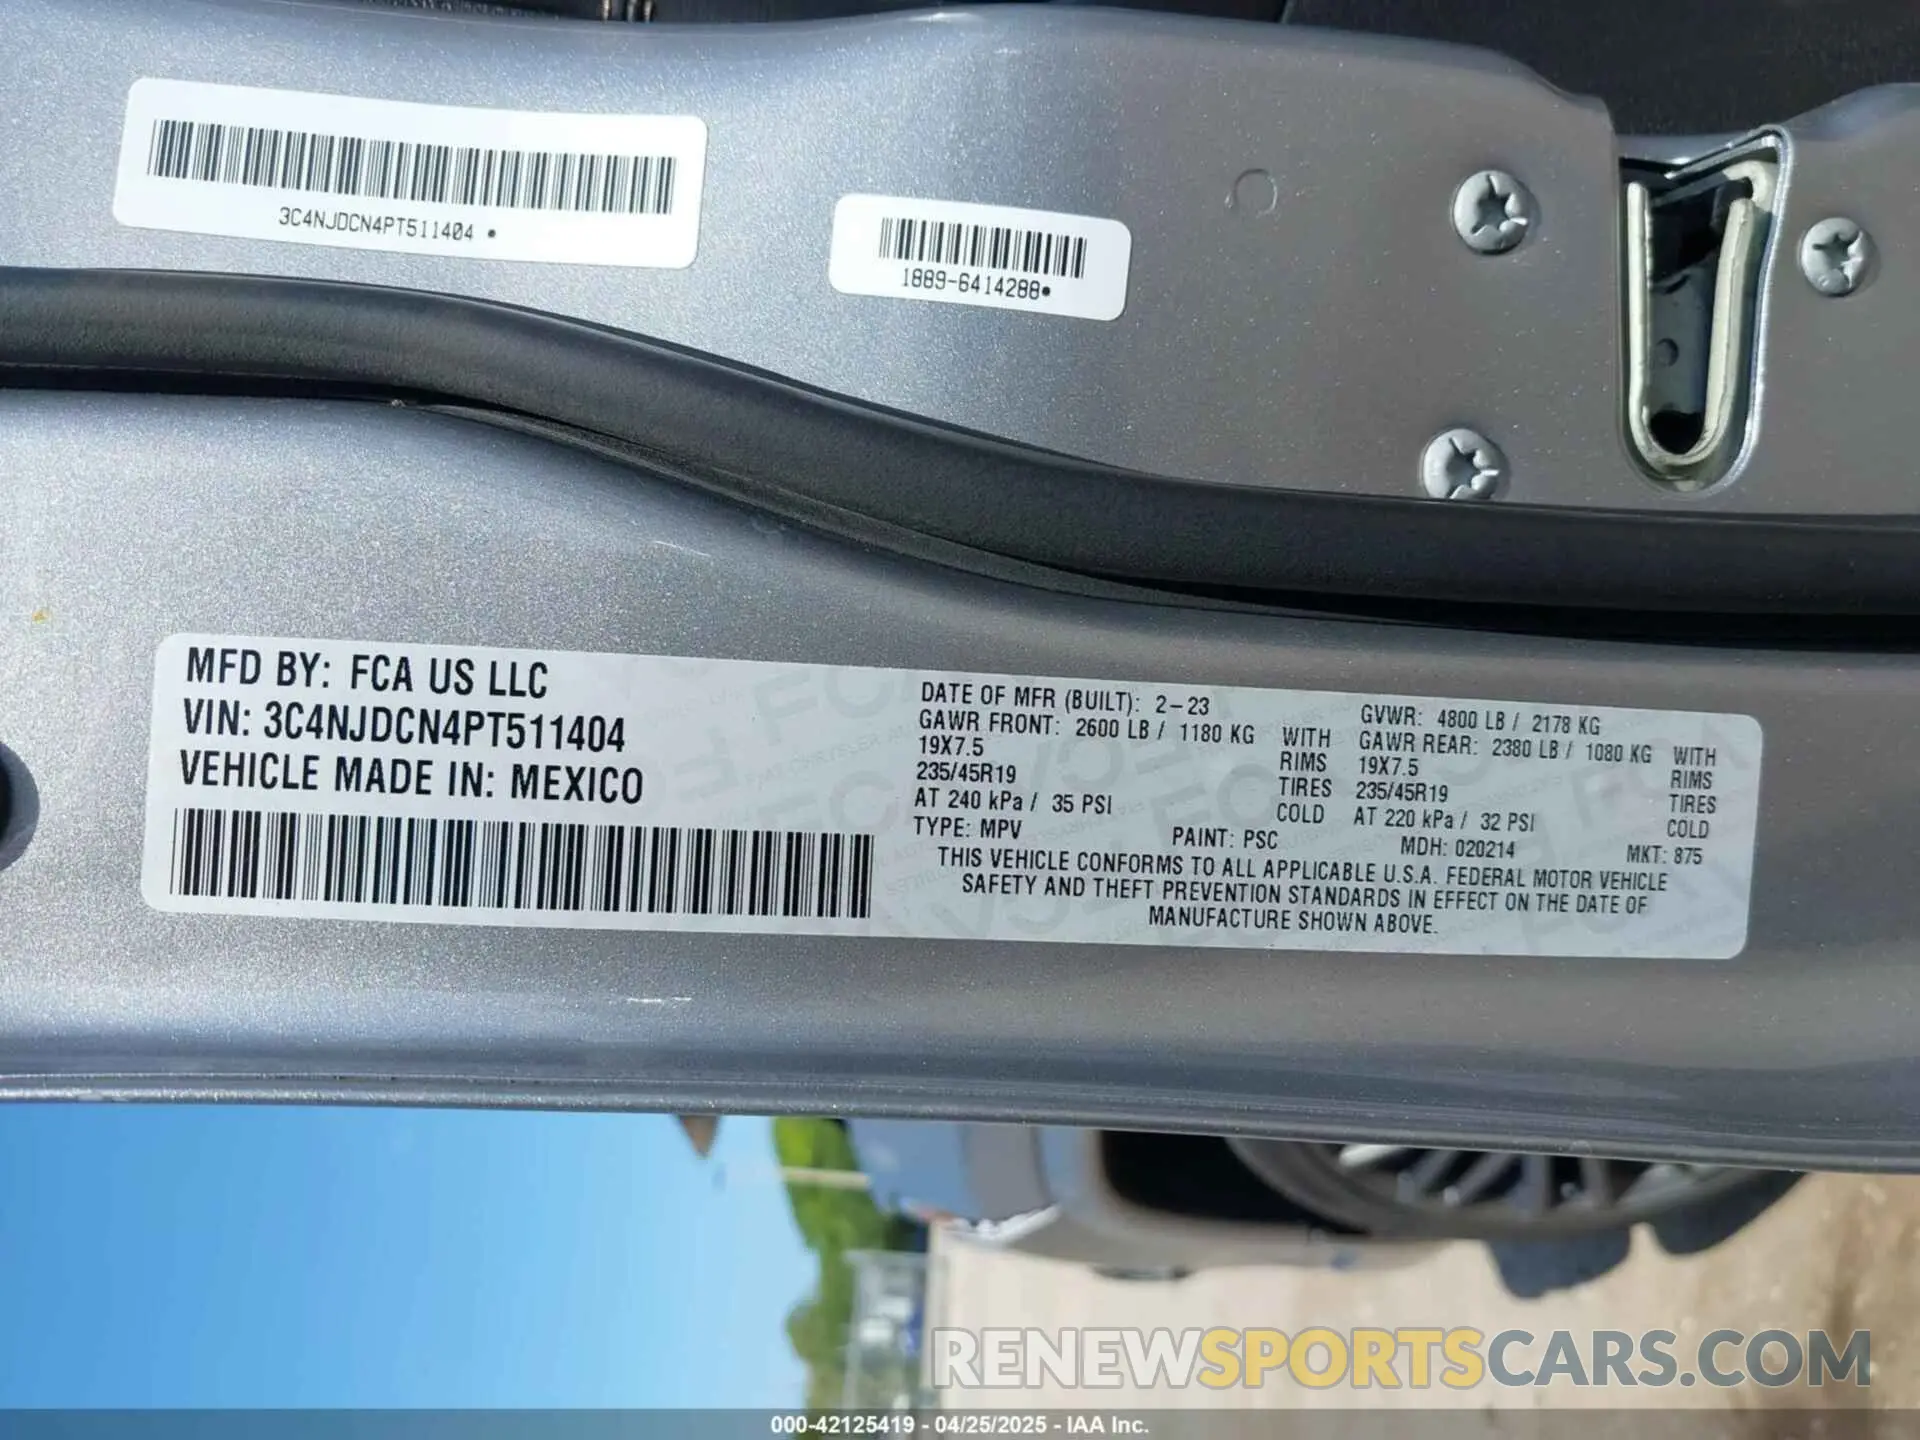 3C4NJDCN4PT511404 •
1889-6414288•
MFD BY: FCA US LLC
VIN: 3C4NJDCN4PT511404
VEHICLE MADE IN: MEXICO
DATE OF MFR (BUILT): 2-23 GVWR: 4800 LB / 2178 KG
GAWR FRONT: 2600 LB / 1180 KG WITH GAWR REAR: 2380 LB / 1080 KG WITH
19X7.5 RIMS 19X7.5 RIMS
235/45R19 TIRES 235/45R19 TIRES
AT 240 kPa / 35 PSI COLD AT 220 kPa / 32 PSI COLD
TYPE: MPV PAINT: PSC MDH: 020214 MKT: 875
THIS VEHICLE CONFORMS TO ALL APPLICABLE U.S.A. FEDERAL MOTOR VEHICLE
SAFETY AND THEFT PREVENTION STANDARDS IN EFFECT ON THE DATE OF
MANUFACTURE SHOWN ABOVE.
RENEWSPORTSCARS.COM
000-42125419 - 04/25/2025 - IAA Inc.